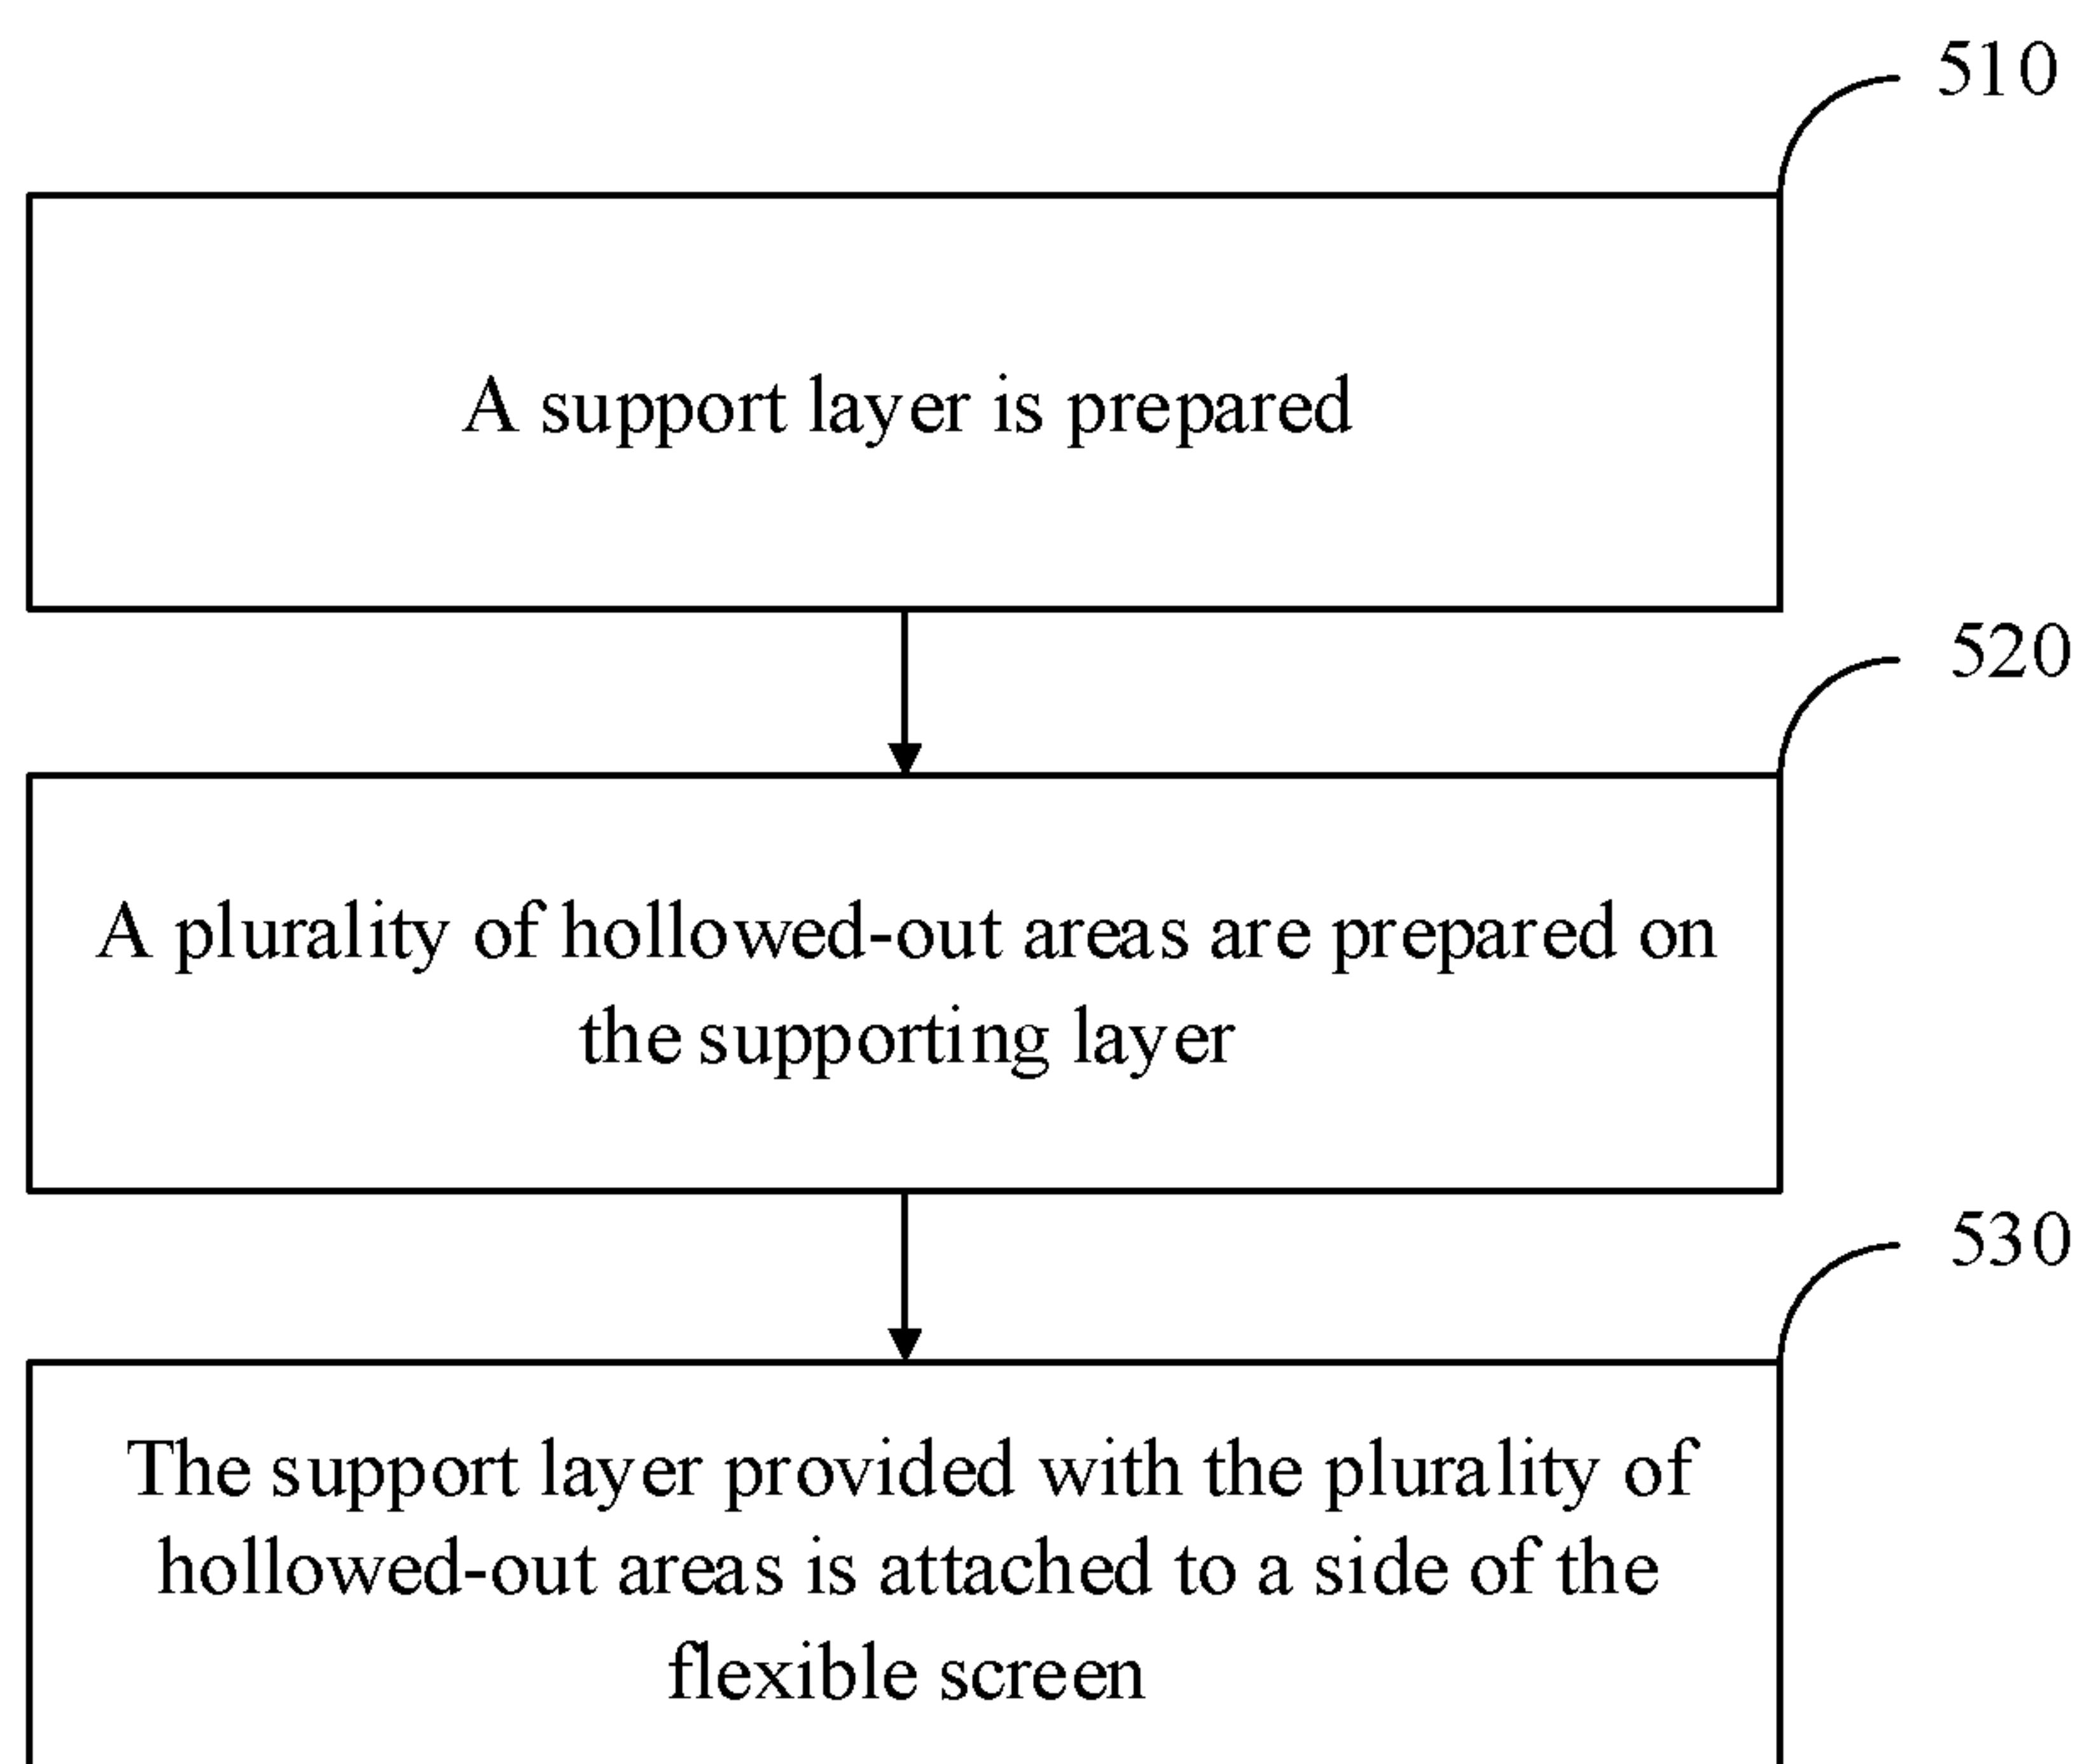 510
A support layer is prepared
520
A plurality of hollowed-out areas are prepared on
the supporting layer
530
The support layer provided with the plurality of
hollowed-out areas is attached to a side of the
flexible screen